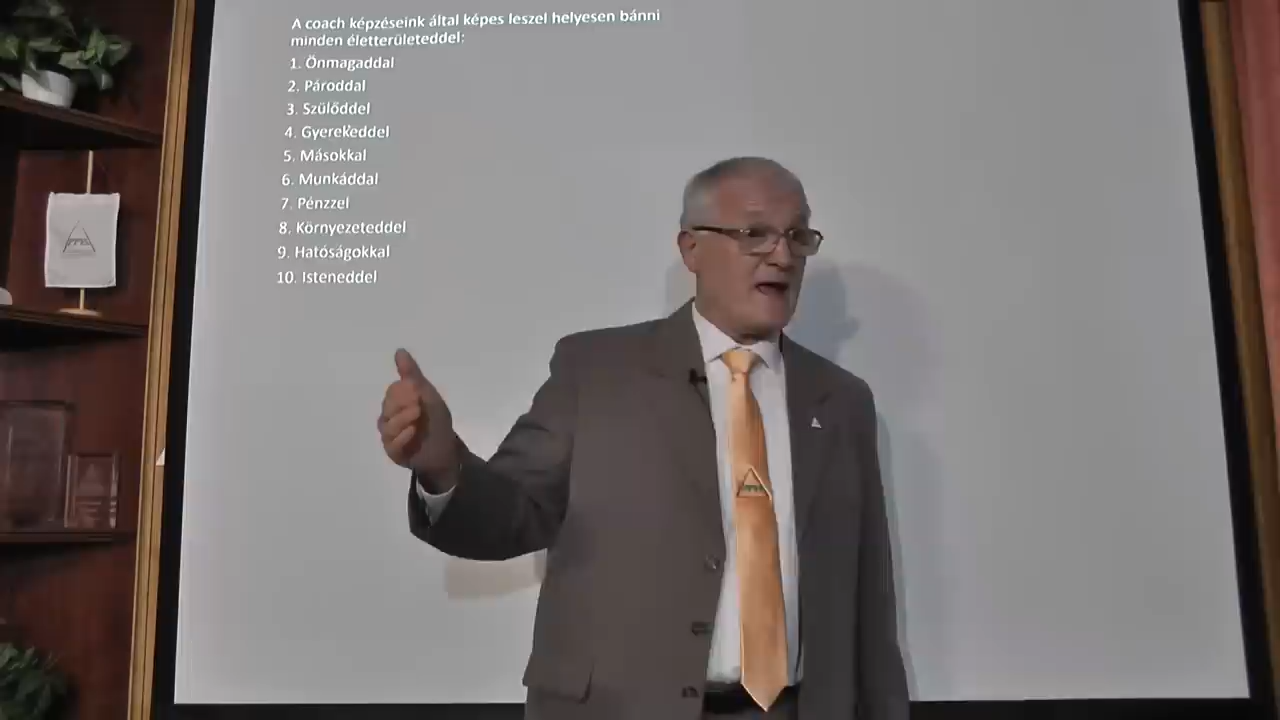 A coach képzéseink által képes leszel helyesen bánni
minden életterületeddel:
1. Önmagaddal
2. Pároddal
3. Szülőddel
4. Gyerekeddel
5. Másokkal
6. Munkáddal
7. Pénzzel
8. Környezeteddel
9. Hatóságokkal
10. Isteneddel